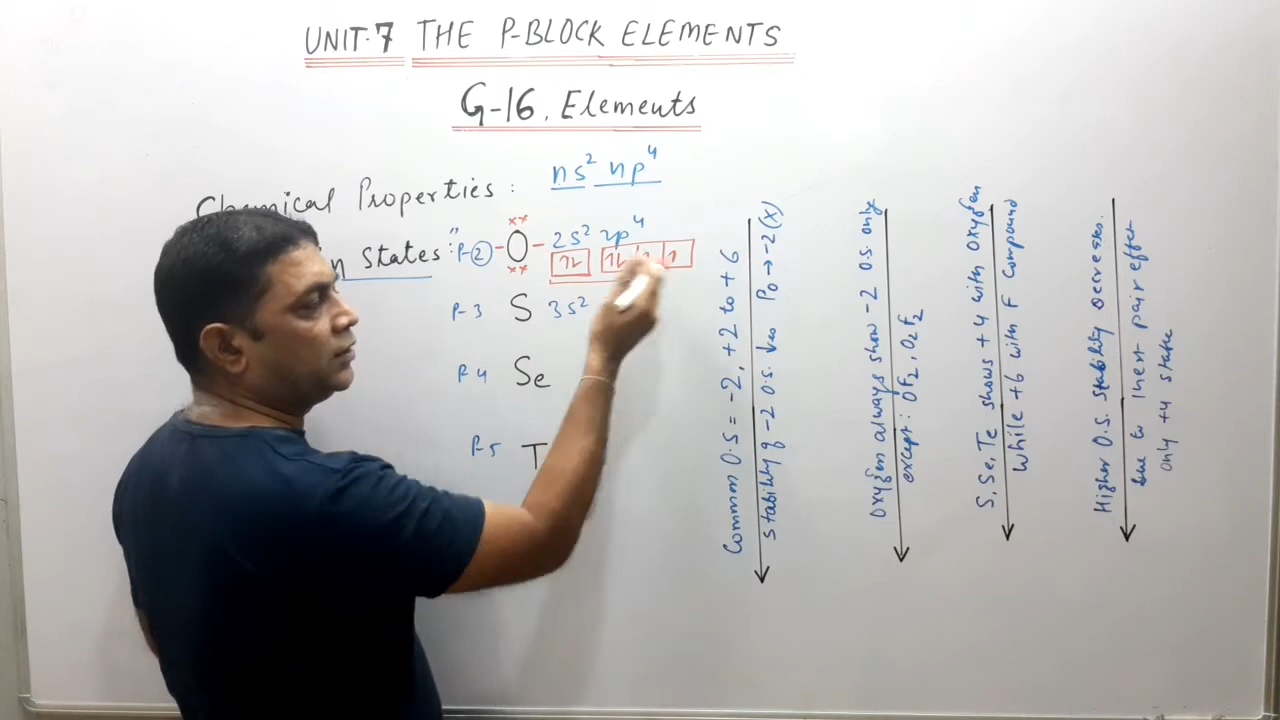 UNIT-7 THE P-BLOCK ELEMENTS
G-16. Elements
Chemical Properties : ns² np⁴
n States": P-② - O - 2s² 2p⁴
P-3 S 3s²
P-4 Se
P-5 T
Common O.S = -2, +2 to +6
Stability of -2 O.S. ↓es Po → -2(x)
Oxygen always show -2 O.S. only
except : OF₂, O₂F₂
S, Se, Te shows +4 with oxygen
while +6 with F compound
Higher O.S. stability decreases.
due to inert pair effect
only +4 state